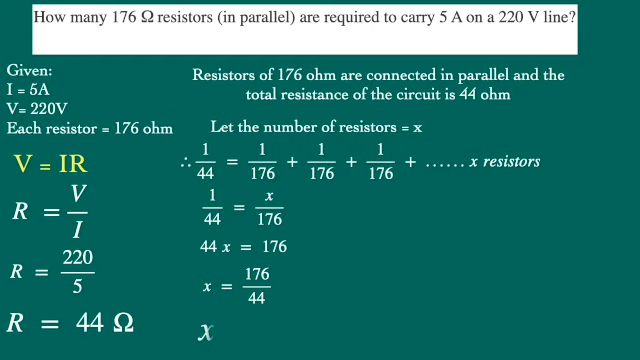 How many 176 Ω resistors (in parallel) are required to carry 5 A on a 220 V line?
Given:
I = 5A
V= 220V
Each resistor = 176 ohm
V = IR
R = V/I
R = 220/5
R = 44 Ω
Resistors of 176 ohm are connected in parallel and the
total resistance of the circuit is 44 ohm
Let the number of resistors = x
∴ 1/44 = 1/176 + 1/176 + 1/176 + ...... x resistors
1/44 = x/176
44 x = 176
x = 176/44
x